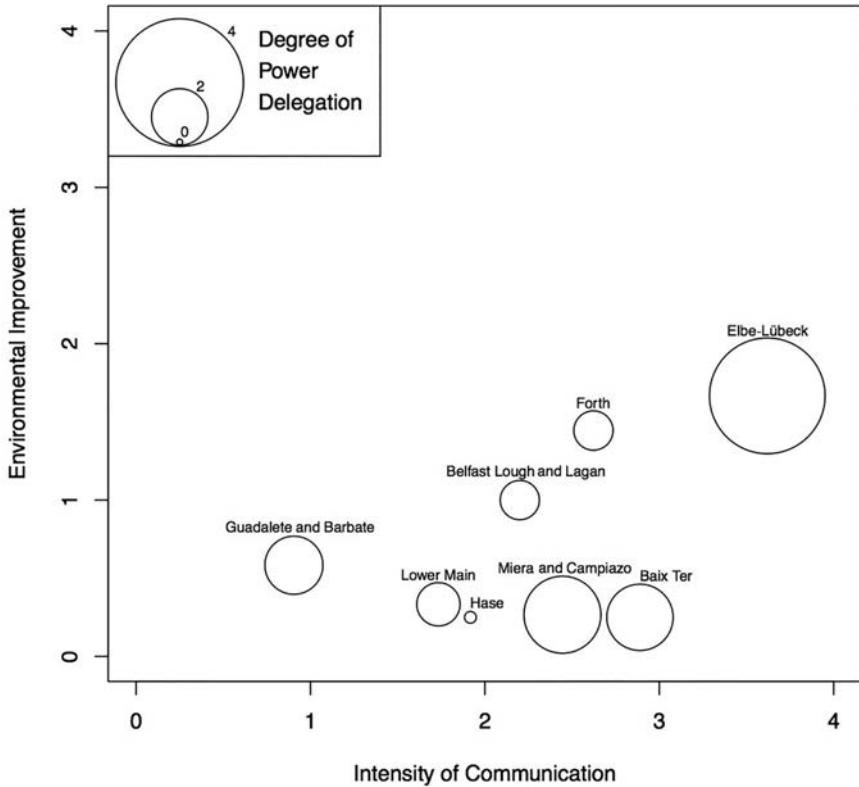 4
Degree of
Power
Delegation
2
0
4
3
2
1
0
Environmental Improvement
Elbe-Lübeck
Forth
Belfast Lough and Lagan
Guadalete and Barbate
Lower Main
Hase
Miera and Campiazo
Baix Ter
0 1 2 3 4
Intensity of Communication